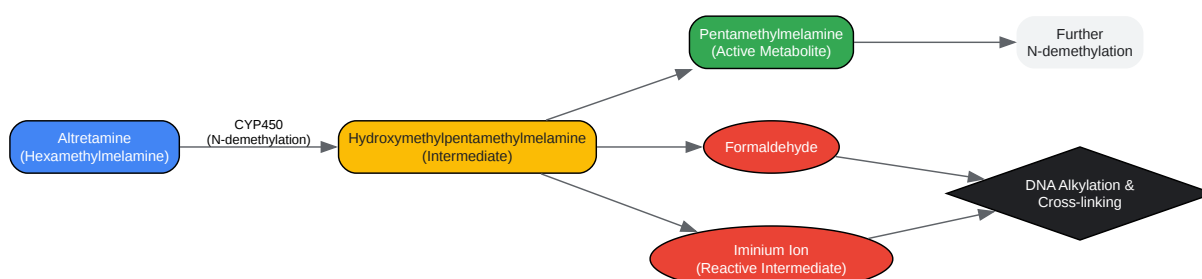 Altretamine
(Hexamethylmelamine)
CYP450
(N-demethylation)
Hydroxymethylpentamethylmelamine
(Intermediate)
Pentamethylmelamine
(Active Metabolite)
Further
N-demethylation
Formaldehyde
Iminium Ion
(Reactive Intermediate)
DNA Alkylation &
Cross-linking